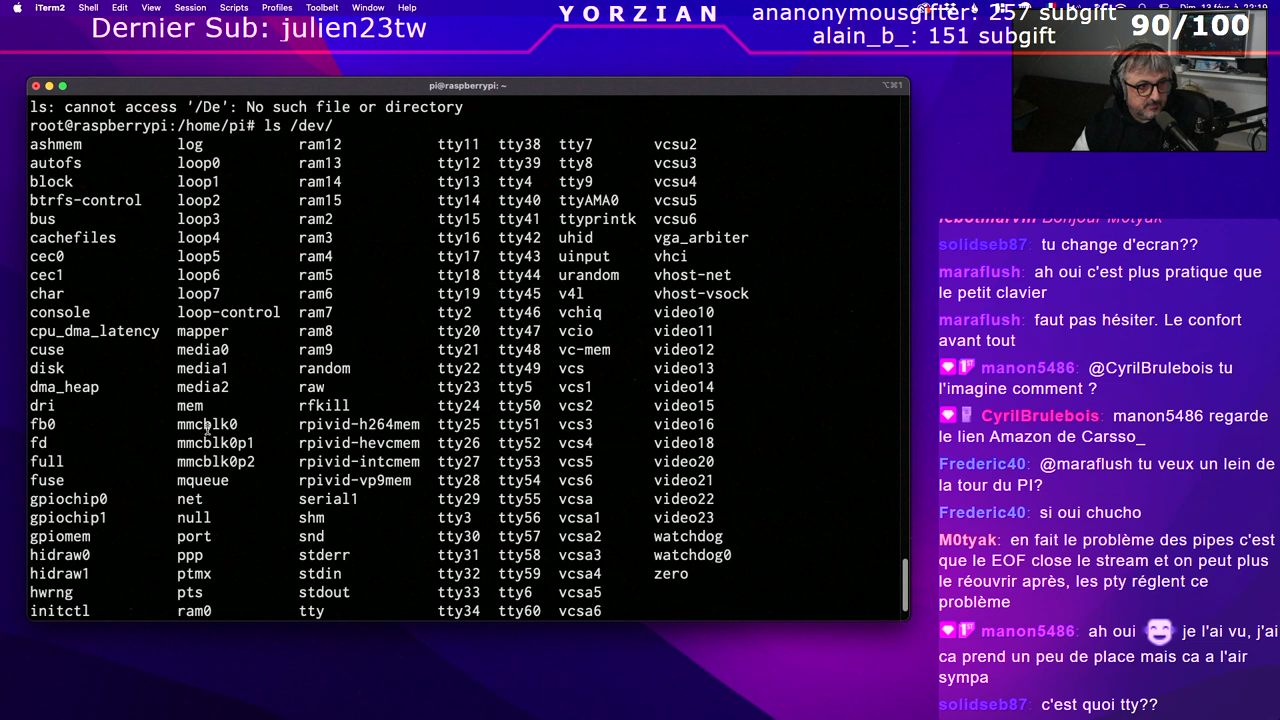 iTerm2 Shell Edit View Session Scripts Profiles Toolbelt Window Help
Dernier Sub: julien23tw
YORZIAN
ananonymousgifter: 257 subgift
alain_b_: 151 subgift
90/100
pi@raspberrypi: ~
⌥⌘1
ls: cannot access '/De': No such file or directory
root@raspberrypi:/home/pi# ls /dev/
ashmem log ram12 tty11 tty38 tty7 vcsu2
autofs loop0 ram13 tty12 tty39 tty8 vcsu3
block loop1 ram14 tty13 tty4 tty9 vcsu4
btrfs-control loop2 ram15 tty14 tty40 ttyAMA0 vcsu5
bus loop3 ram2 tty15 tty41 ttyprintk vcsu6
cachefiles loop4 ram3 tty16 tty42 uhid vga_arbiter
cec0 loop5 ram4 tty17 tty43 uinput vhci
cec1 loop6 ram5 tty18 tty44 urandom vhost-net
char loop7 ram6 tty19 tty45 v4l vhost-vsock
console loop-control ram7 tty2 tty46 vchiq video10
cpu_dma_latency mapper ram8 tty20 tty47 vcio video11
cuse media0 ram9 tty21 tty48 vc-mem video12
disk media1 random tty22 tty49 vcs video13
dma_heap media2 raw tty23 tty5 vcs1 video14
dri mem rfkill tty24 tty50 vcs2 video15
fb0 mmcblk0 rpivid-h264mem tty25 tty51 vcs3 video16
fd mmcblk0p1 rpivid-hevcmem tty26 tty52 vcs4 video18
full mmcblk0p2 rpivid-intcmem tty27 tty53 vcs5 video20
fuse mqueue rpivid-vp9mem tty28 tty54 vcs6 video21
gpiochip0 net serial1 tty29 tty55 vcsa video22
gpiochip1 null shm tty3 tty56 vcsa1 video23
gpiomem port snd tty30 tty57 vcsa2 watchdog
hidraw0 ppp stderr tty31 tty58 vcsa3 watchdog0
hidraw1 ptmx stdin tty32 tty59 vcsa4 zero
hwrng pts stdout tty33 tty6 vcsa5
initctl ram0 tty tty34 tty60 vcsa6
Bonjour Motyak
solidseb87: tu change d'ecran??
maraflush: ah oui c'est plus pratique que
le petit clavier
maraflush: faut pas hésiter. Le confort
avant tout
manon5486: @CyrilBrulebois tu
l'imagine comment ?
CyrilBrulebois: manon5486 regarde
le lien Amazon de Carsso_
Frederic40: @maraflush tu veux un lein de
la tour du PI?
Frederic40: si oui chucho
M0tyak: en fait le problème des pipes c'est
que le EOF close le stream et on peut plus
le réouvrir après, les pty réglent ce
problème
manon5486: ah oui je l'ai vu, j'ai
ca prend un peu de place mais ca a l'air
sympa
solidseb87: c'est quoi tty??